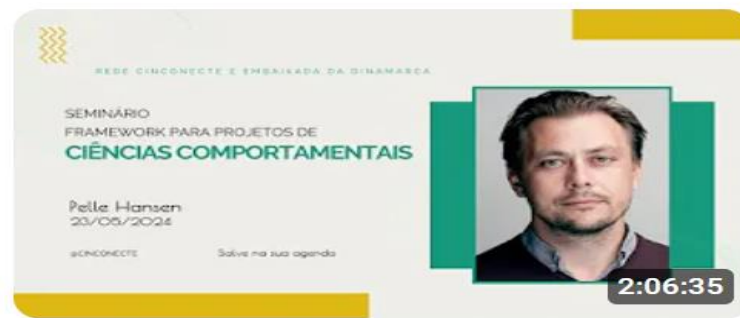 REDE CINCONECTE E EMBAIXADA DA DINAMARCA
SEMINÁRIO
FRAMEWORK PARA PROJETOS DE
CIÊNCIAS COMPORTAMENTAIS
Pelle Hansen
23/05/2024
@CINCONECTE Salve na sua agenda
2:06:35